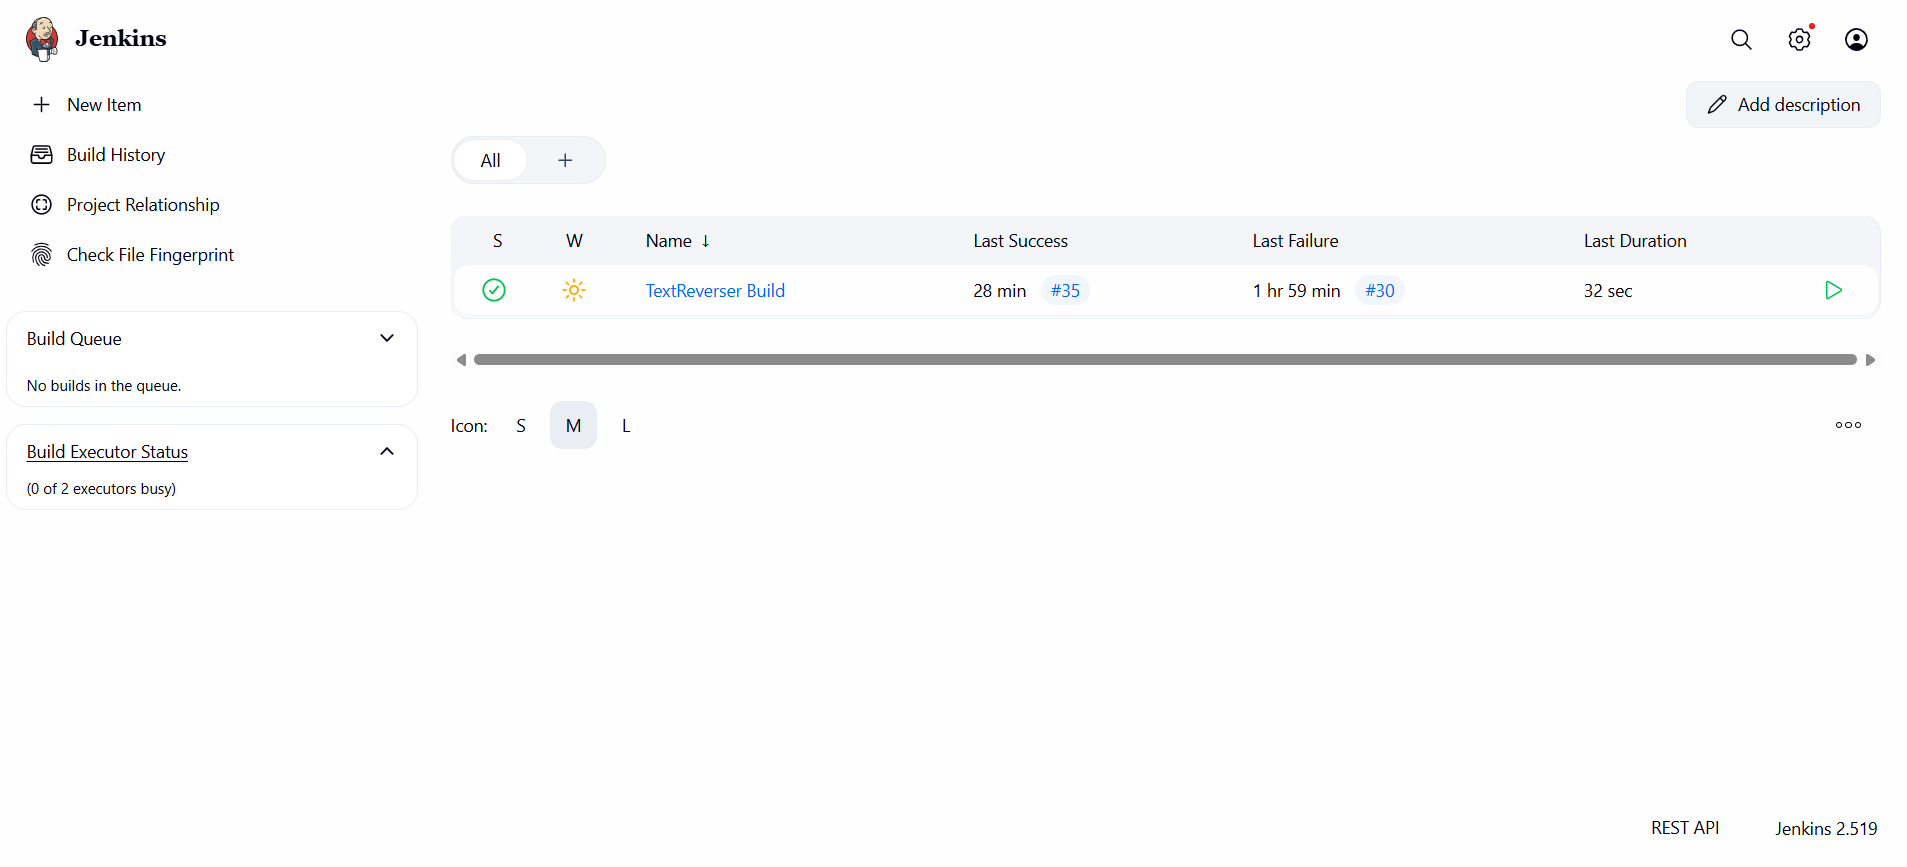 Jenkins
New Item
Build History
Project Relationship
Check File Fingerprint
Build Queue
No builds in the queue.
Build Executor Status
(0 of 2 executors busy)
Add description
All
S W Name ↓ Last Success Last Failure Last Duration
TextReverser Build 28 min #35 1 hr 59 min #30 32 sec
Icon: S M L
REST API Jenkins 2.519